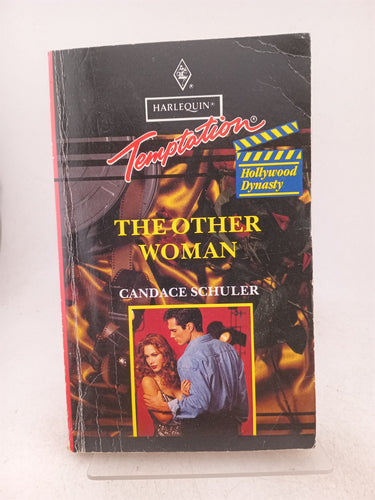 HARLEQUIN®
Temptation®
Hollywood
Dynasty
THE OTHER
WOMAN
CANDACE SCHULER